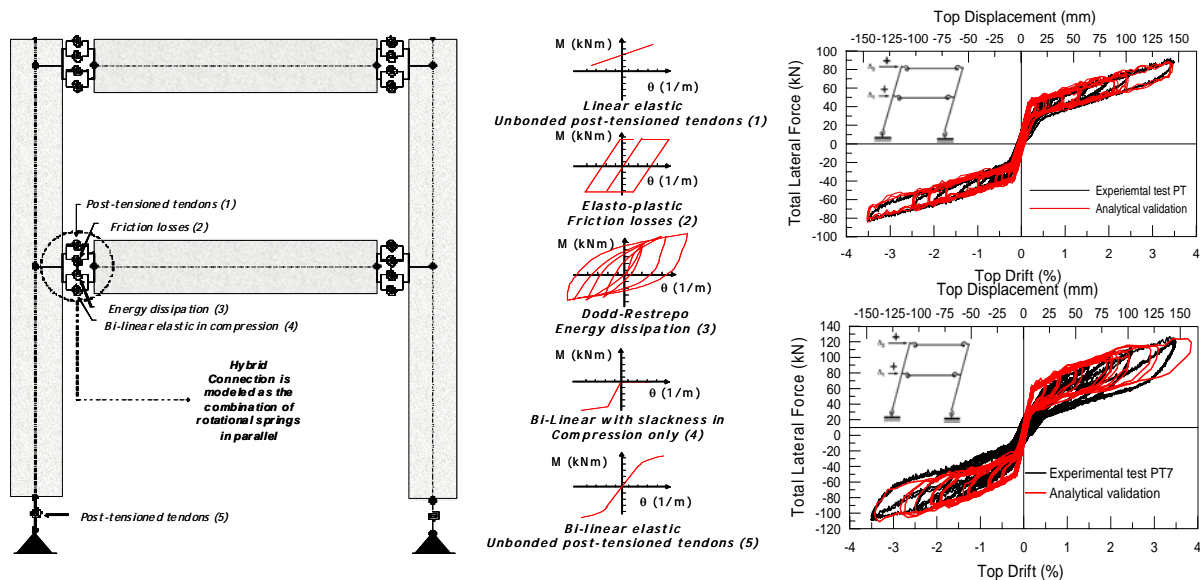 Post-tensioned tendons (1)
Friction losses (2)
Energy dissipation (3)
Bi-linear elastic in compression (4)
Hybrid
Connection is
modeled as the
combination of
rotational springs
in parallel
Post-tensioned tendons (5)
M (kNm)
θ (1/m)
Linear elastic
Unbonded post-tensioned tendons (1)
M (kNm)
θ (1/m)
Elasto-plastic
Friction losses (2)
M (kNm)
θ (1/m)
Dodd-Restrepo
Energy dissipation (3)
M (kNm)
θ (1/m)
Bi-Linear with slackness in
Compression only (4)
M (kNm)
θ (1/m)
Bi-linear elastic
Unbonded post-tensioned tendons (5)
Top Displacement (mm)
-150 -125 -100 -75 -50 -25 0 25 50 75 100 125 150
Total Lateral Force (kN)
100
80
60
40
20
0
-20
-40
-60
-80
-100
+
+
Experiemtal test PT
Analytical validation
-4 -3 -2 -1 0 1 2 3 4
Top Drift (%)
Top Displacement (mm)
-150 -125 -100 -75 -50 -25 0 25 50 75 100 125 150
Total Lateral Force (kN)
140
120
100
80
60
40
20
0
-20
-40
-60
-80
-100
-120
+
+
Experimental test PT7
Analytical validation
-4 -3 -2 -1 0 1 2 3 4
Top Drift (%)